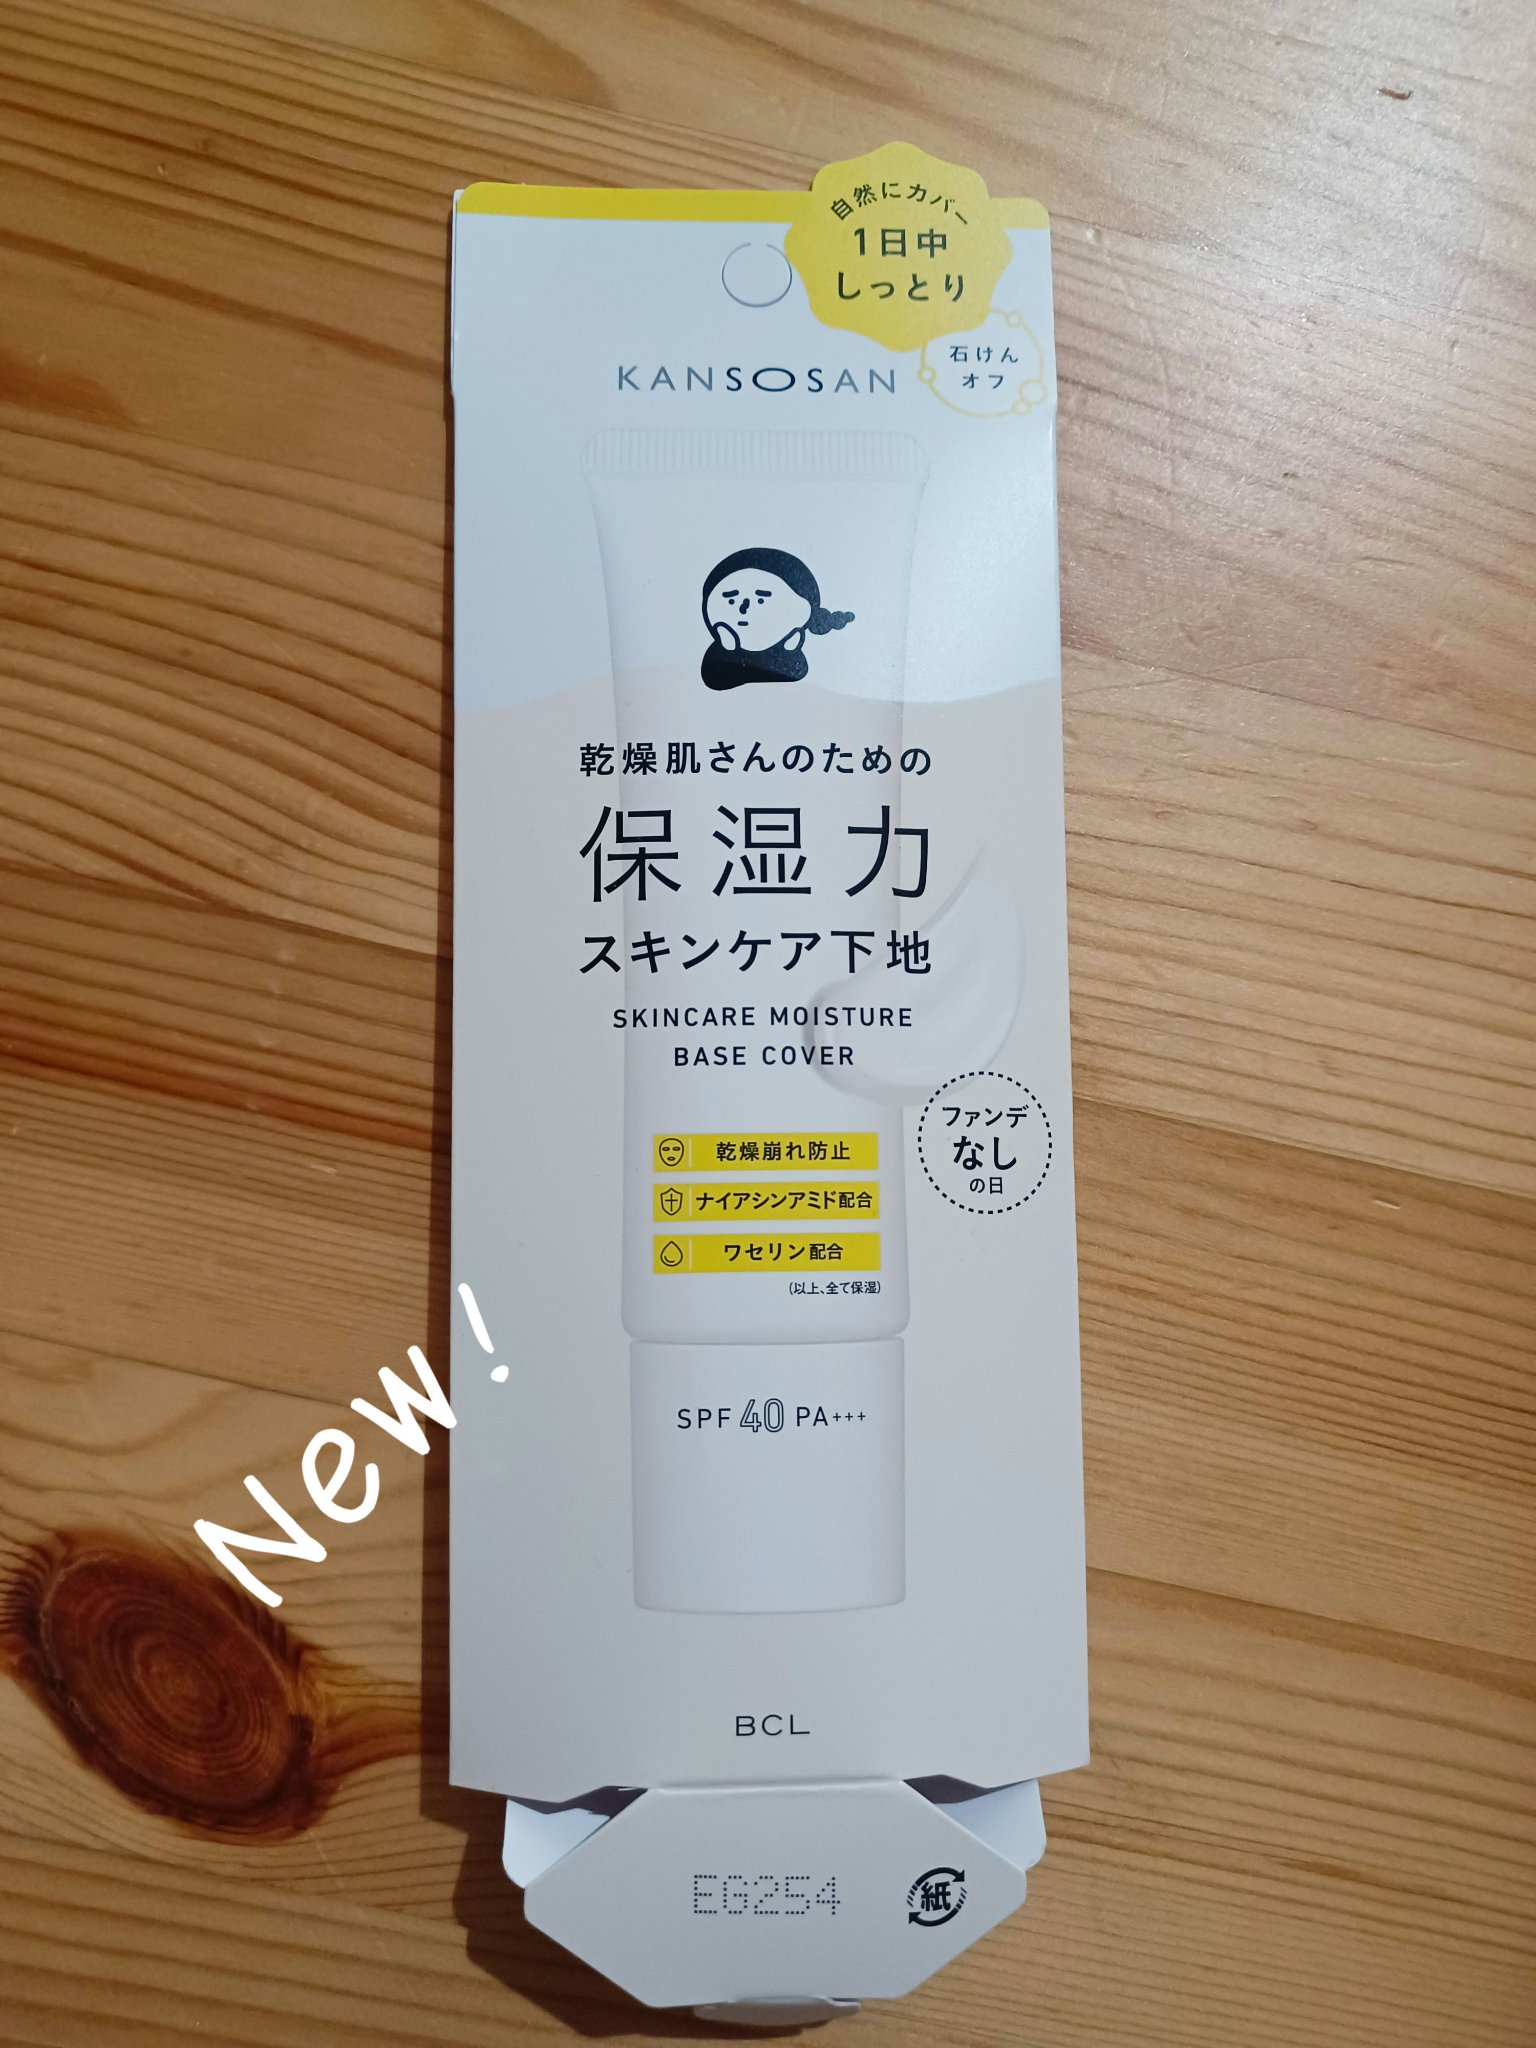 自然にカバー
1日中
しっとり
石けん
オフ
KANSOSAN
乾燥肌さんのための
保湿力
スキンケア下地
SKINCARE MOISTURE
BASE COVER
ファンデ
なし
の日
乾燥崩れ防止
ナイアシンアミド配合
ワセリン配合
(以上、全て保湿)
New!
SPF 40 PA+++
BCL
EG254
紙